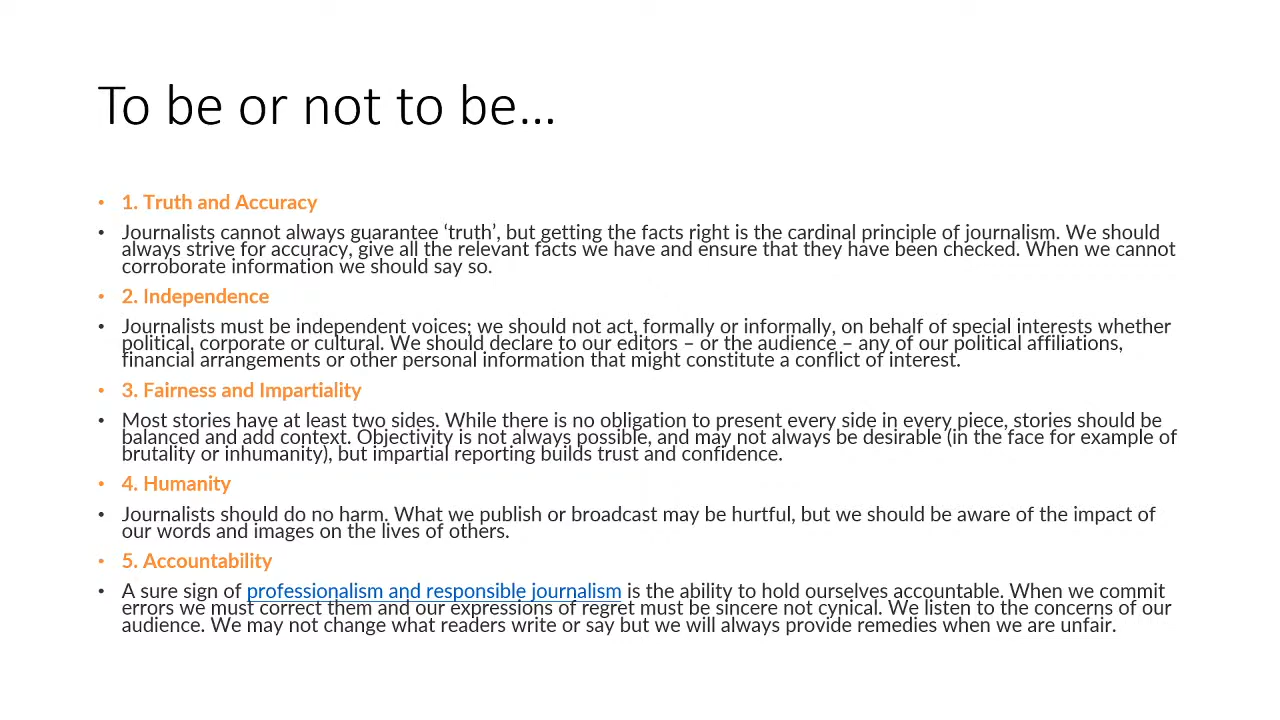 To be or not to be…
• 1. Truth and Accuracy
• Journalists cannot always guarantee ‘truth’, but getting the facts right is the cardinal principle of journalism. We should
always strive for accuracy, give all the relevant facts we have and ensure that they have been checked. When we cannot
corroborate information we should say so.
• 2. Independence
• Journalists must be independent voices; we should not act, formally or informally, on behalf of special interests whether
political, corporate or cultural. We should declare to our editors – or the audience – any of our political affiliations,
financial arrangements or other personal information that might constitute a conflict of interest.
• 3. Fairness and Impartiality
• Most stories have at least two sides. While there is no obligation to present every side in every piece, stories should be
balanced and add context. Objectivity is not always possible, and may not always be desirable (in the face for example of
brutality or inhumanity), but impartial reporting builds trust and confidence.
• 4. Humanity
• Journalists should do no harm. What we publish or broadcast may be hurtful, but we should be aware of the impact of
our words and images on the lives of others.
• 5. Accountability
• A sure sign of professionalism and responsible journalism is the ability to hold ourselves accountable. When we commit
errors we must correct them and our expressions of regret must be sincere not cynical. We listen to the concerns of our
audience. We may not change what readers write or say but we will always provide remedies when we are unfair.